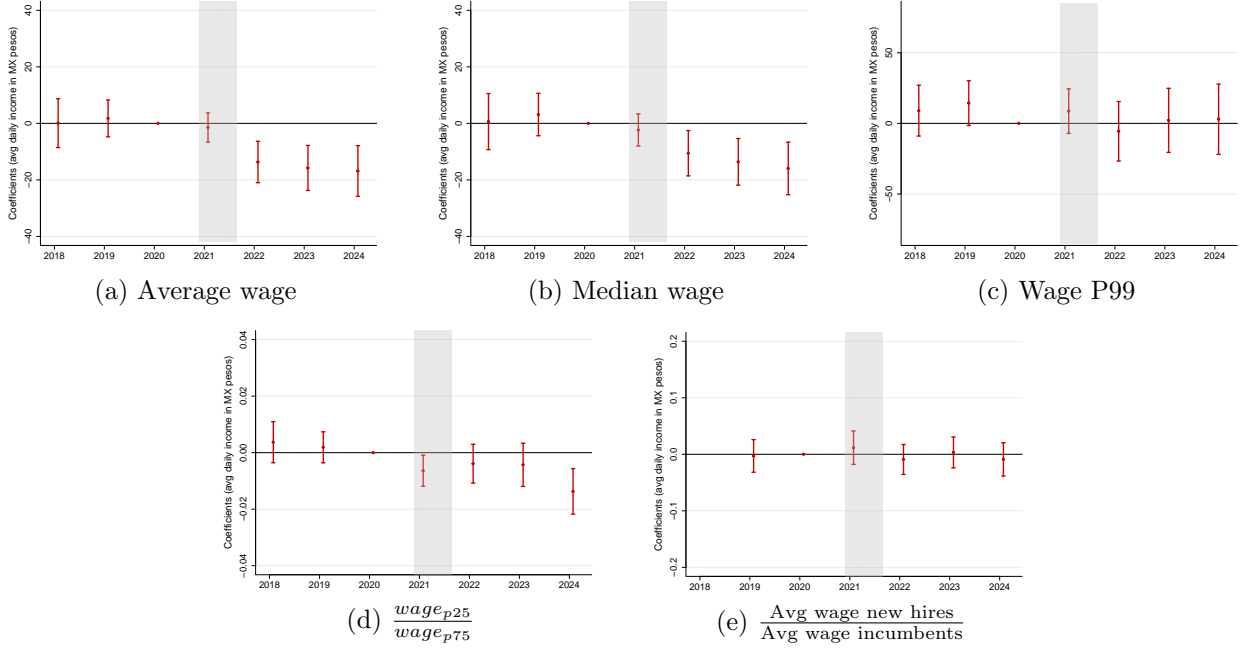 Coefficients (avg daily income in MX pesos)
40
20
0
−20
−40
2018 2019 2020 2021 2022 2023 2024
(a) Average wage
Coefficients (avg daily income in MX pesos)
40
20
0
−20
−40
2018 2019 2020 2021 2022 2023 2024
(b) Median wage
Coefficients (avg daily income in MX pesos)
50
0
−50
2018 2019 2020 2021 2022 2023 2024
(c) Wage P99
Coefficients (avg daily income in MX pesos)
0.04
0.02
0.00
−0.02
−0.04
2018 2019 2020 2021 2022 2023 2024
(d) wage_{p25} / wage_{p75}
Coefficients (avg daily income in MX pesos)
0.2
0.1
0.0
−0.1
−0.2
2018 2019 2020 2021 2022 2023 2024
(e) Avg wage new hires / Avg wage incumbents